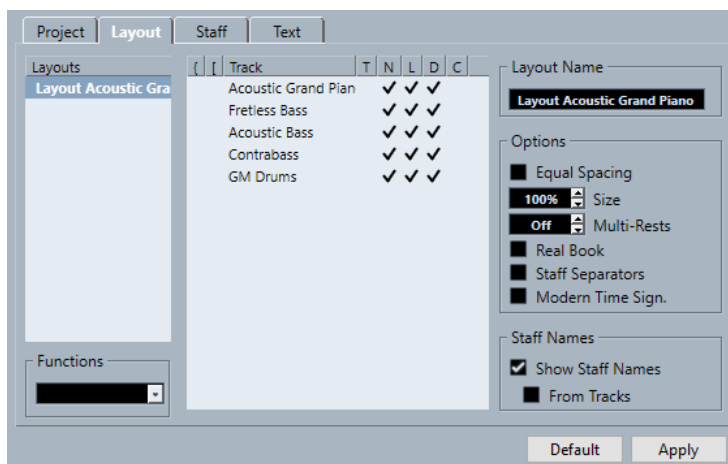 Project Layout Staff Text
Layouts
Layout Acoustic Gra
{ [ Track T N L D C
Acoustic Grand Pian
Fretless Bass
Acoustic Bass
Contrabass
GM Drums
Functions
Layout Name
Layout Acoustic Grand Piano
Options
Equal Spacing
100% Size
Off Multi-Rests
Real Book
Staff Separators
Modern Time Sign.
Staff Names
Show Staff Names
From Tracks
Default Apply